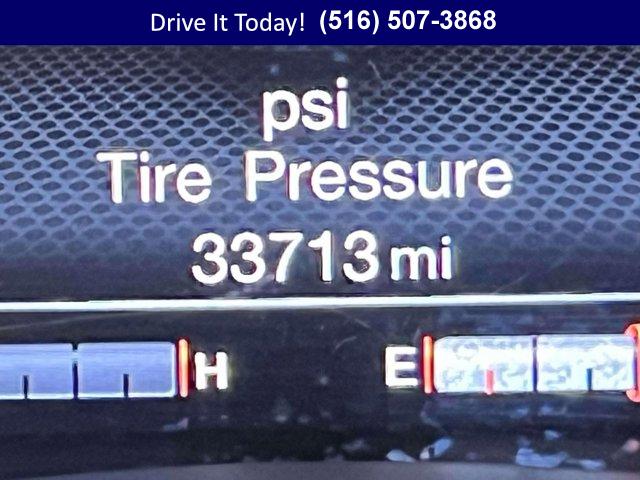 Drive It Today! (516) 507-3868
psi
Tire Pressure
33713 mi
H E